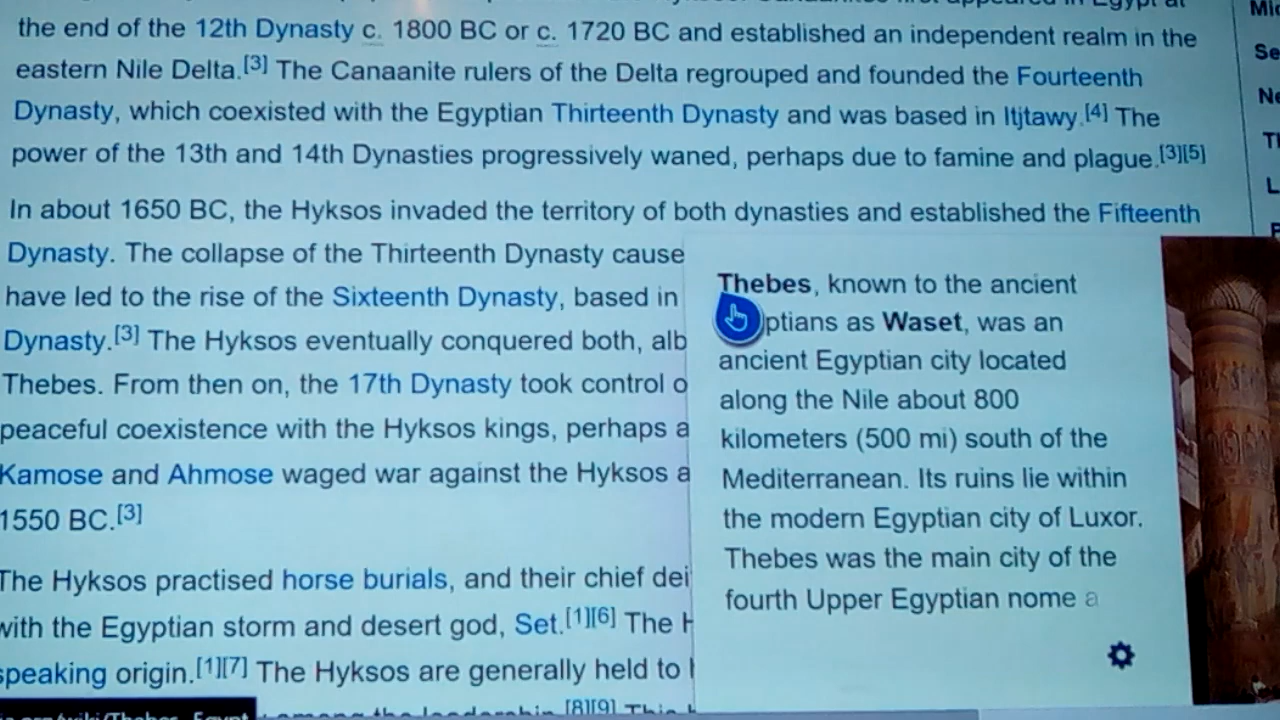 the end of the 12th Dynasty c. 1800 BC or c. 1720 BC and established an independent realm in the
eastern Nile Delta.[3] The Canaanite rulers of the Delta regrouped and founded the Fourteenth
Dynasty, which coexisted with the Egyptian Thirteenth Dynasty and was based in Itjtawy.[4] The
power of the 13th and 14th Dynasties progressively waned, perhaps due to famine and plague.[3][5]
In about 1650 BC, the Hyksos invaded the territory of both dynasties and established the Fifteenth
Dynasty. The collapse of the Thirteenth Dynasty cause
have led to the rise of the Sixteenth Dynasty, based in
Dynasty.[3] The Hyksos eventually conquered both, alb
Thebes. From then on, the 17th Dynasty took control o
peaceful coexistence with the Hyksos kings, perhaps a
Kamose and Ahmose waged war against the Hyksos a
1550 BC.[3]
The Hyksos practised horse burials, and their chief dei
with the Egyptian storm and desert god, Set.[1][6] The H
speaking origin.[1][7] The Hyksos are generally held to
among the leadership.[8][9] This
Thebes, known to the ancient
ptians as Waset, was an
ancient Egyptian city located
along the Nile about 800
kilometers (500 mi) south of the
Mediterranean. Its ruins lie within
the modern Egyptian city of Luxor.
Thebes was the main city of the
fourth Upper Egyptian nome a